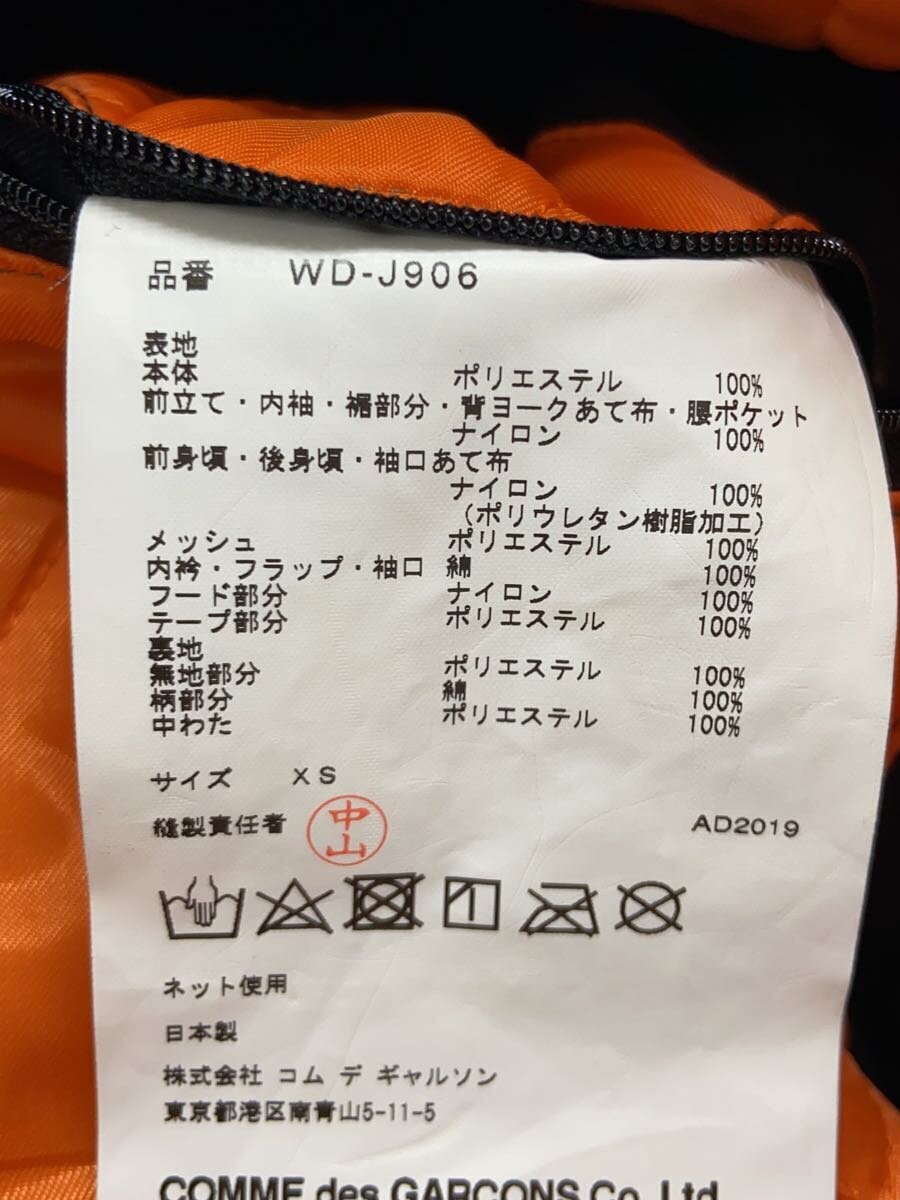 品番 WD-J906
表地
本体 ポリエステル 100%
前立て・内袖・裾部分・背ヨークあて布・腰ポケット
ナイロン 100%
前身頃・後身頃・袖口あて布
ナイロン 100%
(ポリウレタン樹脂加工)
メッシュ ポリエステル 100%
内衿・フラップ・袖口 綿 100%
フード部分 ナイロン 100%
テープ部分 ポリエステル 100%
裏地
無地部分 ポリエステル 100%
柄部分 綿 100%
中わた ポリエステル 100%
サイズ XS
縫製責任者 中山 AD2019
ネット使用
日本製
株式会社 コム デ ギャルソン
東京都港区南青山5-11-5
COMME des GARCONS Co. Ltd